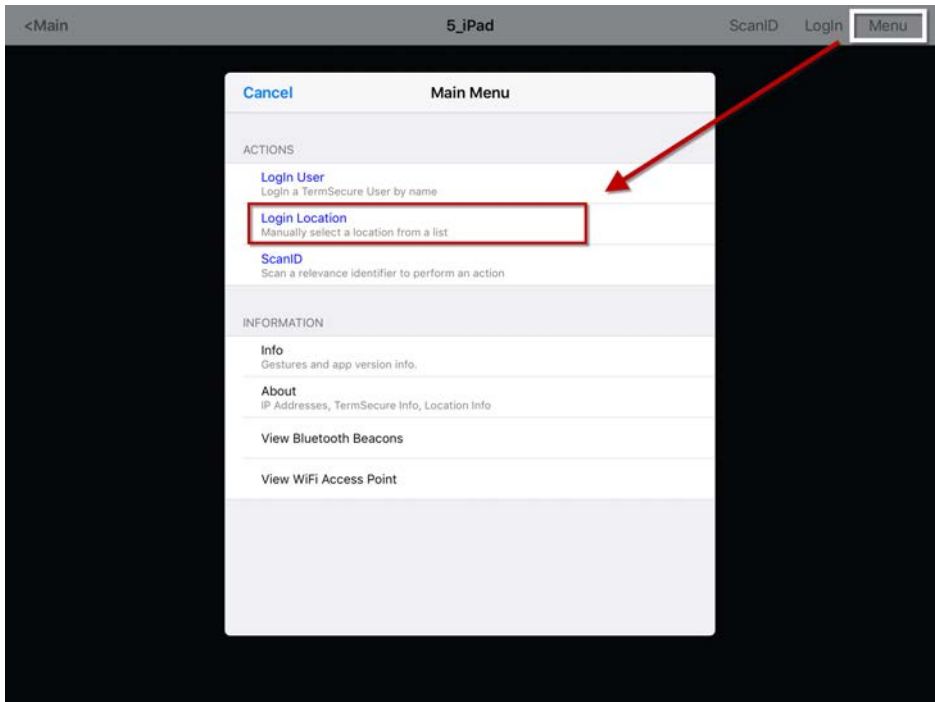 <Main 5_iPad ScanID LogIn Menu
Cancel Main Menu
ACTIONS
LogIn User
LogIn a TermSecure User by name
Login Location
Manually select a location from a list
ScanID
Scan a relevance identifier to perform an action
INFORMATION
Info
Gestures and app version info.
About
IP Addresses, TermSecure Info, Location Info
View Bluetooth Beacons
View WiFi Access Point